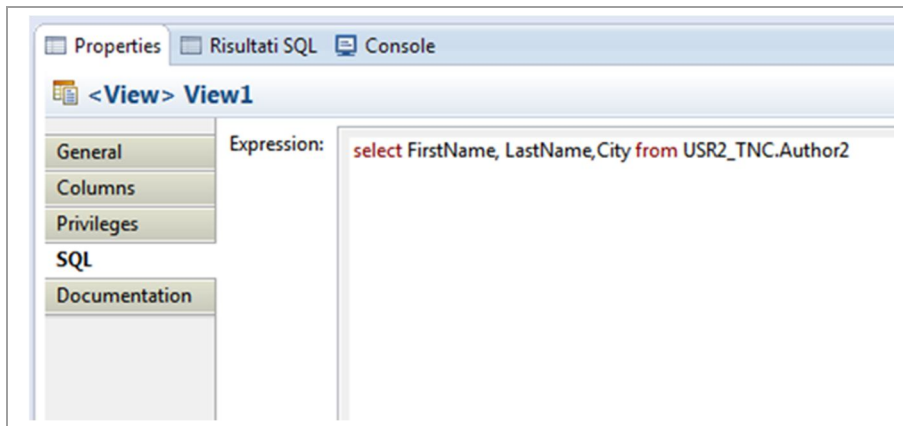 Properties Risultati SQL Console
<View> View1
General
Columns
Privileges
SQL
Documentation
Expression:
select FirstName, LastName,City from USR2_TNC.Author2